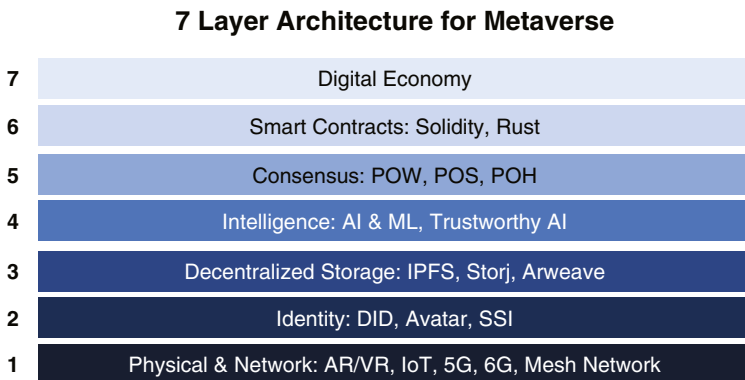 7 Layer Architecture for Metaverse
7 Digital Economy
6 Smart Contracts: Solidity, Rust
5 Consensus: POW, POS, POH
4 Intelligence: AI & ML, Trustworthy AI
3 Decentralized Storage: IPFS, Storj, Arweave
2 Identity: DID, Avatar, SSI
1 Physical & Network: AR/VR, IoT, 5G, 6G, Mesh Network